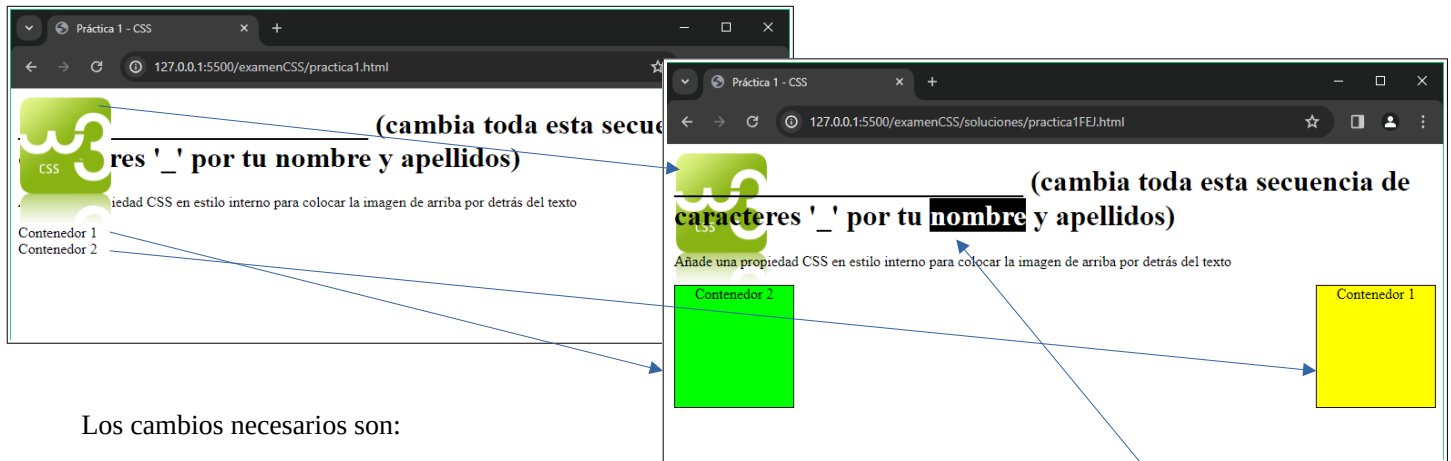 Práctica 1 - CSS
127.0.0.1:5500/examenCSS/practica1.html
CSS
____________________ (cambia toda esta secue
res '_' por tu nombre y apellidos)
piedad CSS en estilo interno para colocar la imagen de arriba por detrás del texto
Contenedor 1
Contenedor 2
Práctica 1 - CSS
127.0.0.1:5500/examenCSS/soluciones/practica1FEJ.html
____________________ (cambia toda esta secuencia de
caracteres '_' por tu nombre y apellidos)
CSS
Añade una propiedad CSS en estilo interno para colocar la imagen de arriba por detrás del texto
Contenedor 2
Contenedor 1
Los cambios necesarios son: